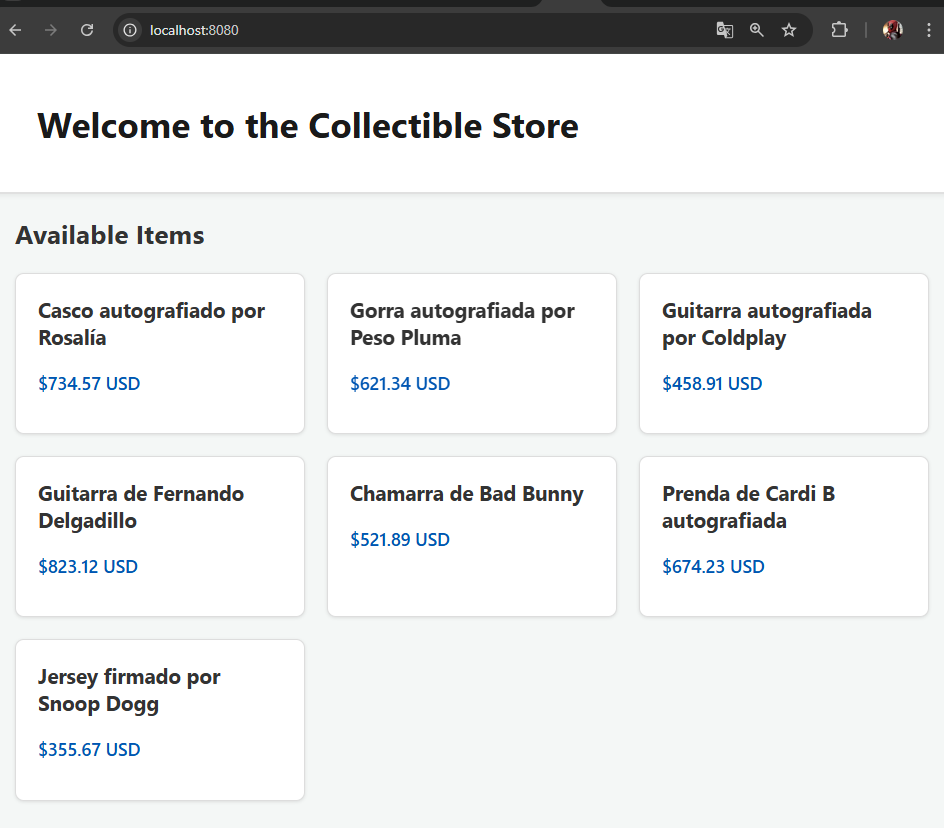 localhost:8080
Welcome to the Collectible Store
Available Items
Casco autografiado por
Rosalía
$734.57 USD
Gorra autografiada por
Peso Pluma
$621.34 USD
Guitarra autografiada
por Coldplay
$458.91 USD
Guitarra de Fernando
Delgadillo
$823.12 USD
Chamarra de Bad Bunny
$521.89 USD
Prenda de Cardi B
autografiada
$674.23 USD
Jersey firmado por
Snoop Dogg
$355.67 USD